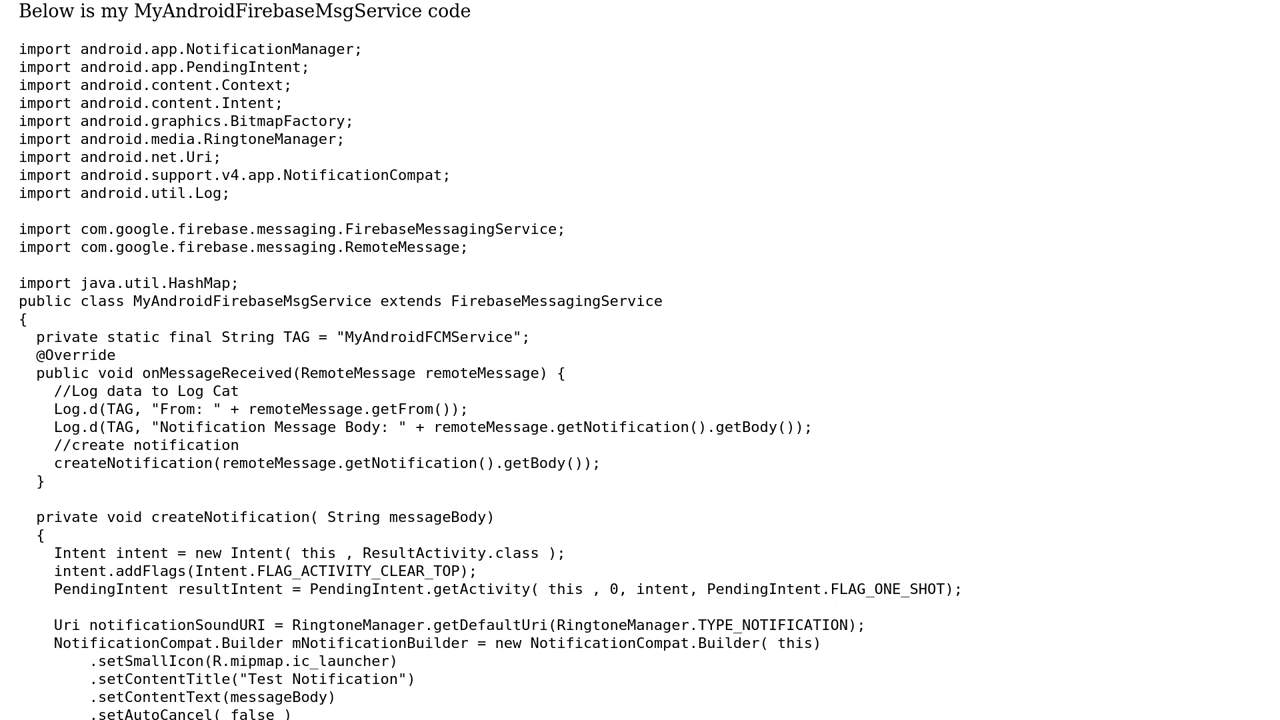 Below is my MyAndroidFirebaseMsgService code
import android.app.NotificationManager;
import android.app.PendingIntent;
import android.content.Context;
import android.content.Intent;
import android.graphics.BitmapFactory;
import android.media.RingtoneManager;
import android.net.Uri;
import android.support.v4.app.NotificationCompat;
import android.util.Log;

import com.google.firebase.messaging.FirebaseMessagingService;
import com.google.firebase.messaging.RemoteMessage;

import java.util.HashMap;
public class MyAndroidFirebaseMsgService extends FirebaseMessagingService
{
  private static final String TAG = "MyAndroidFCMService";
  @Override
  public void onMessageReceived(RemoteMessage remoteMessage) {
    //Log data to Log Cat
    Log.d(TAG, "From: " + remoteMessage.getFrom());
    Log.d(TAG, "Notification Message Body: " + remoteMessage.getNotification().getBody());
    //create notification
    createNotification(remoteMessage.getNotification().getBody());
  }

  private void createNotification( String messageBody)
  {
    Intent intent = new Intent( this , ResultActivity.class );
    intent.addFlags(Intent.FLAG_ACTIVITY_CLEAR_TOP);
    PendingIntent resultIntent = PendingIntent.getActivity( this , 0, intent, PendingIntent.FLAG_ONE_SHOT);

    Uri notificationSoundURI = RingtoneManager.getDefaultUri(RingtoneManager.TYPE_NOTIFICATION);
    NotificationCompat.Builder mNotificationBuilder = new NotificationCompat.Builder( this)
        .setSmallIcon(R.mipmap.ic_launcher)
        .setContentTitle("Test Notification")
        .setContentText(messageBody)
        .setAutoCancel( false )